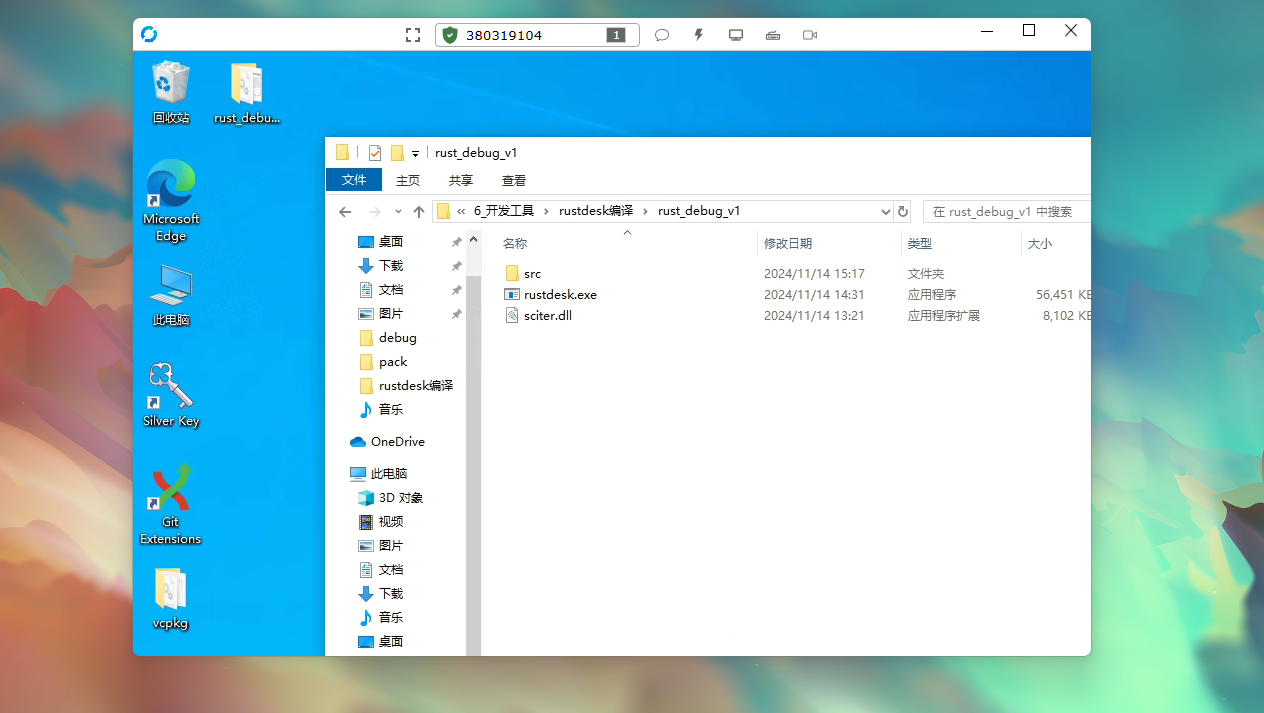 380319104
1
回收站
rust_debu...
Microsoft
Edge
此电脑
Silver Key
Git
Extensions
vcpkg
rust_debug_v1
文件 主页 共享 查看
« 6_开发工具 › rustdesk编译 › rust_debug_v1
在 rust_debug_v1 中搜索
桌面
下载
文档
图片
debug
pack
rustdesk编译
音乐
OneDrive
此电脑
3D 对象
视频
图片
文档
下载
音乐
桌面
名称 修改日期 类型 大小
src 2024/11/14 15:17 文件夹
rustdesk.exe 2024/11/14 14:31 应用程序 56,451 KB
sciter.dll 2024/11/14 13:21 应用程序扩展 8,102 KB